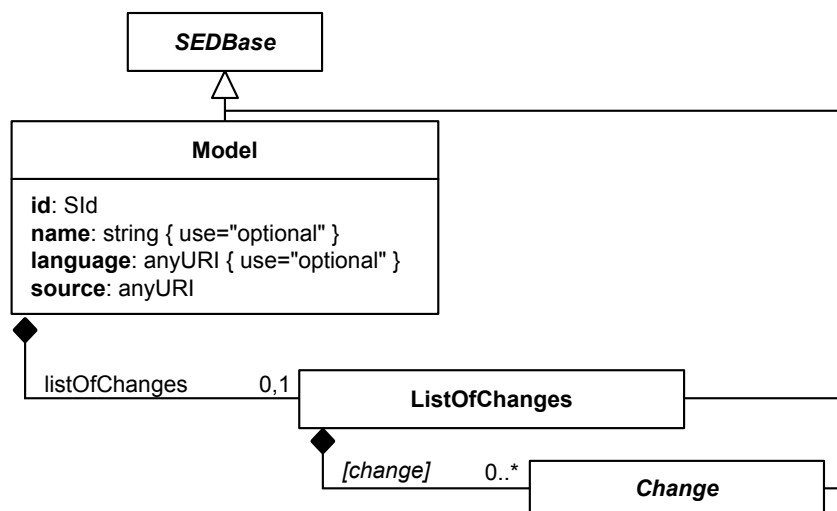 SEDBase
Model
id: SId
name: string { use="optional" }
language: anyURI { use="optional" }
source: anyURI
listOfChanges 0,1
ListOfChanges
[change] 0..*
Change